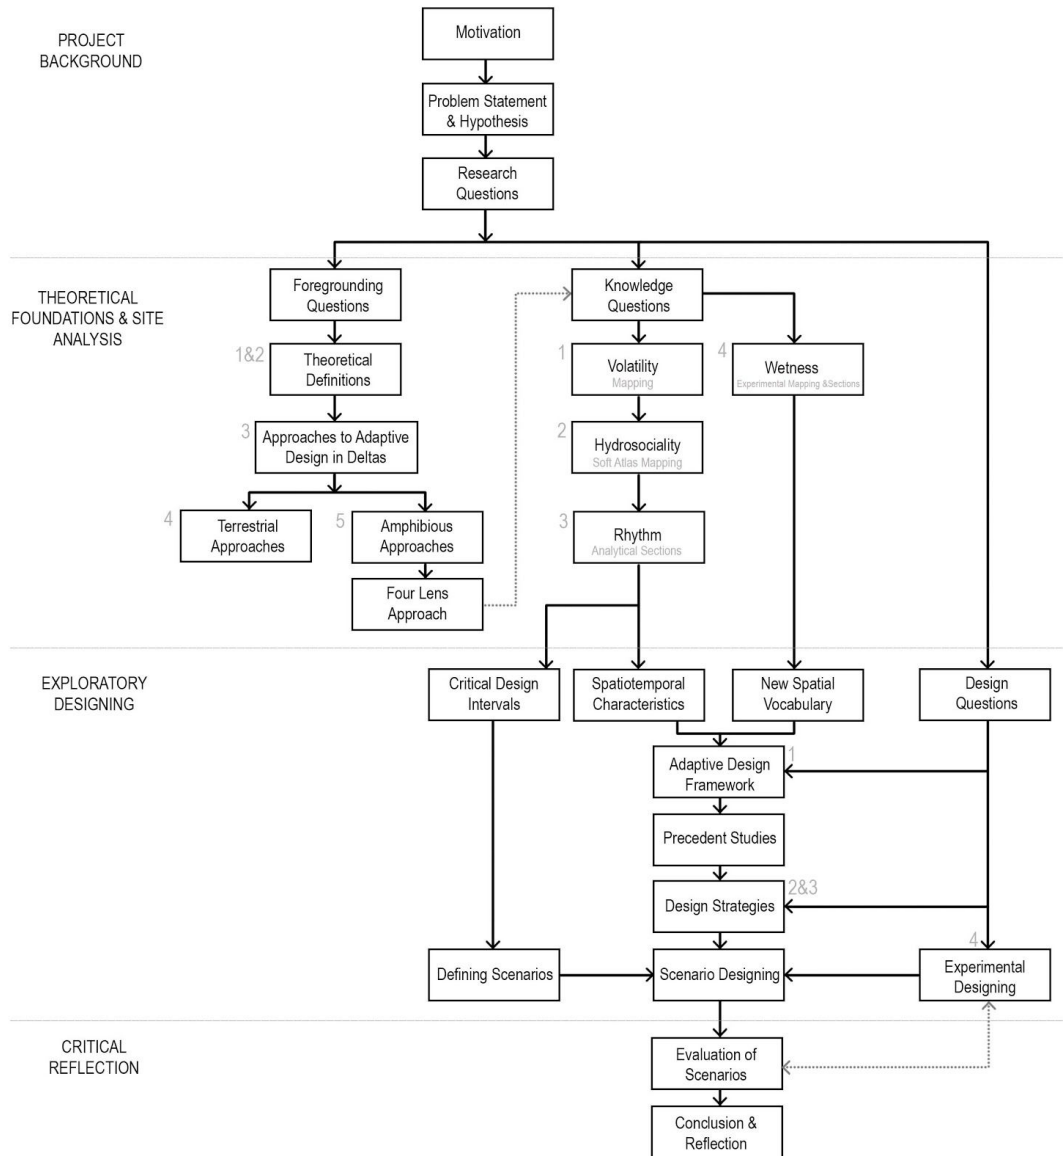 PROJECT
BACKGROUND
Motivation
Problem Statement
& Hypothesis
Research
Questions
THEORETICAL
FOUNDATIONS & SITE
ANALYSIS
Foregrounding
Questions
Knowledge
Questions
1&2
Theoretical
Definitions
1
Volatility
Mapping
4
Wetness
Experimental Mapping &Sections
3
Approaches to Adaptive
Design in Deltas
2
Hydrosociality
Soft Atlas Mapping
4
Terrestrial
Approaches
5
Amphibious
Approaches
3
Rhythm
Analytical Sections
Four Lens
Approach
EXPLORATORY
DESIGNING
Critical Design
Intervals
Spatiotemporal
Characteristics
New Spatial
Vocabulary
Design
Questions
Adaptive Design
Framework
1
Precedent Studies
Design Strategies
2&3
Defining Scenarios
Scenario Designing
4
Experimental
Designing
CRITICAL
REFLECTION
Evaluation of
Scenarios
Conclusion &
Reflection